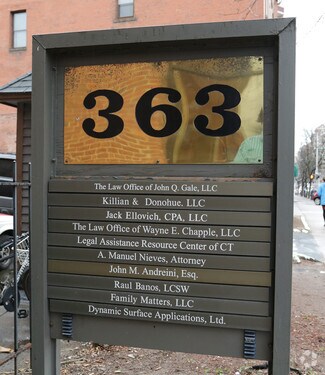 363
The Law Office of John Q. Gale, LLC
Killian & Donohue, LLC
Jack Ellovich, CPA, LLC
The Law Office of Wayne E. Chapple, LLC
Legal Assistance Resource Center of CT
A. Manuel Nieves, Attorney
John M. Andreini, Esq.
Raul Banos, LCSW
Family Matters, LLC
Dynamic Surface Applications, Ltd.